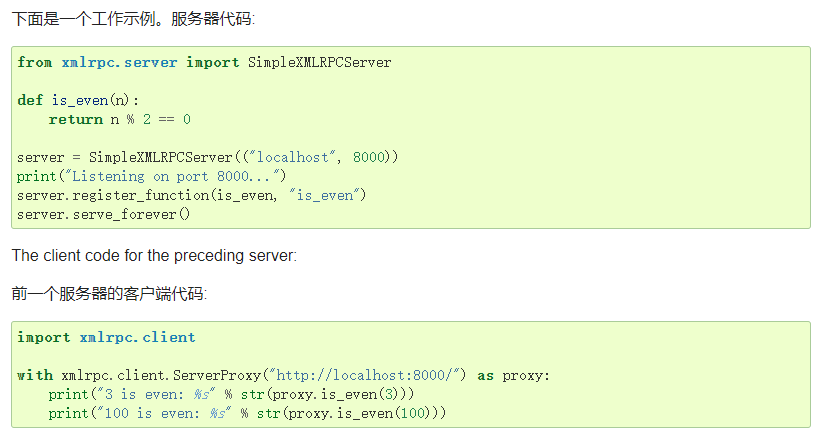 下面是一个工作示例。服务器代码:
from xmlrpc.server import SimpleXMLRPCServer
def is_even(n):
    return n % 2 == 0
server = SimpleXMLRPCServer(("localhost", 8000))
print("Listening on port 8000...")
server.register_function(is_even, "is_even")
server.serve_forever()
The client code for the preceding server:
前一个服务器的客户端代码:
import xmlrpc.client
with xmlrpc.client.ServerProxy("http://localhost:8000/") as proxy:
    print("3 is even: %s" % str(proxy.is_even(3)))
    print("100 is even: %s" % str(proxy.is_even(100)))